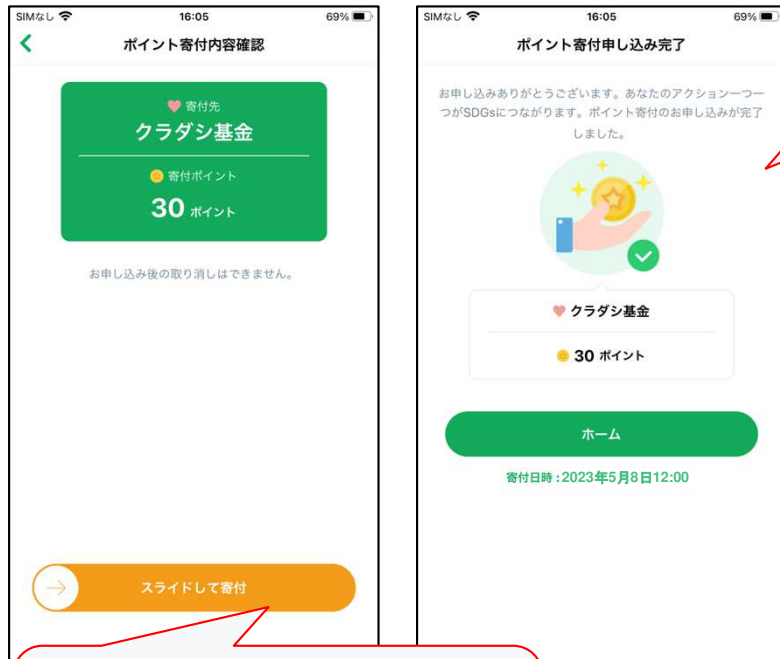 SIMなし 16:05 69%
ポイント寄付内容確認
寄付先
クラダシ基金
寄付ポイント
30 ポイント
お申し込み後の取り消しはできません。
スライドして寄付
SIMなし 16:05 69%
ポイント寄付申し込み完了
お申し込みありがとうございます。あなたのアクション一つ一
つがSDGsにつながります。ポイント寄付のお申し込みが完了
しました。
クラダシ基金
30 ポイント
ホーム
寄付日時:2023年5月8日12:00